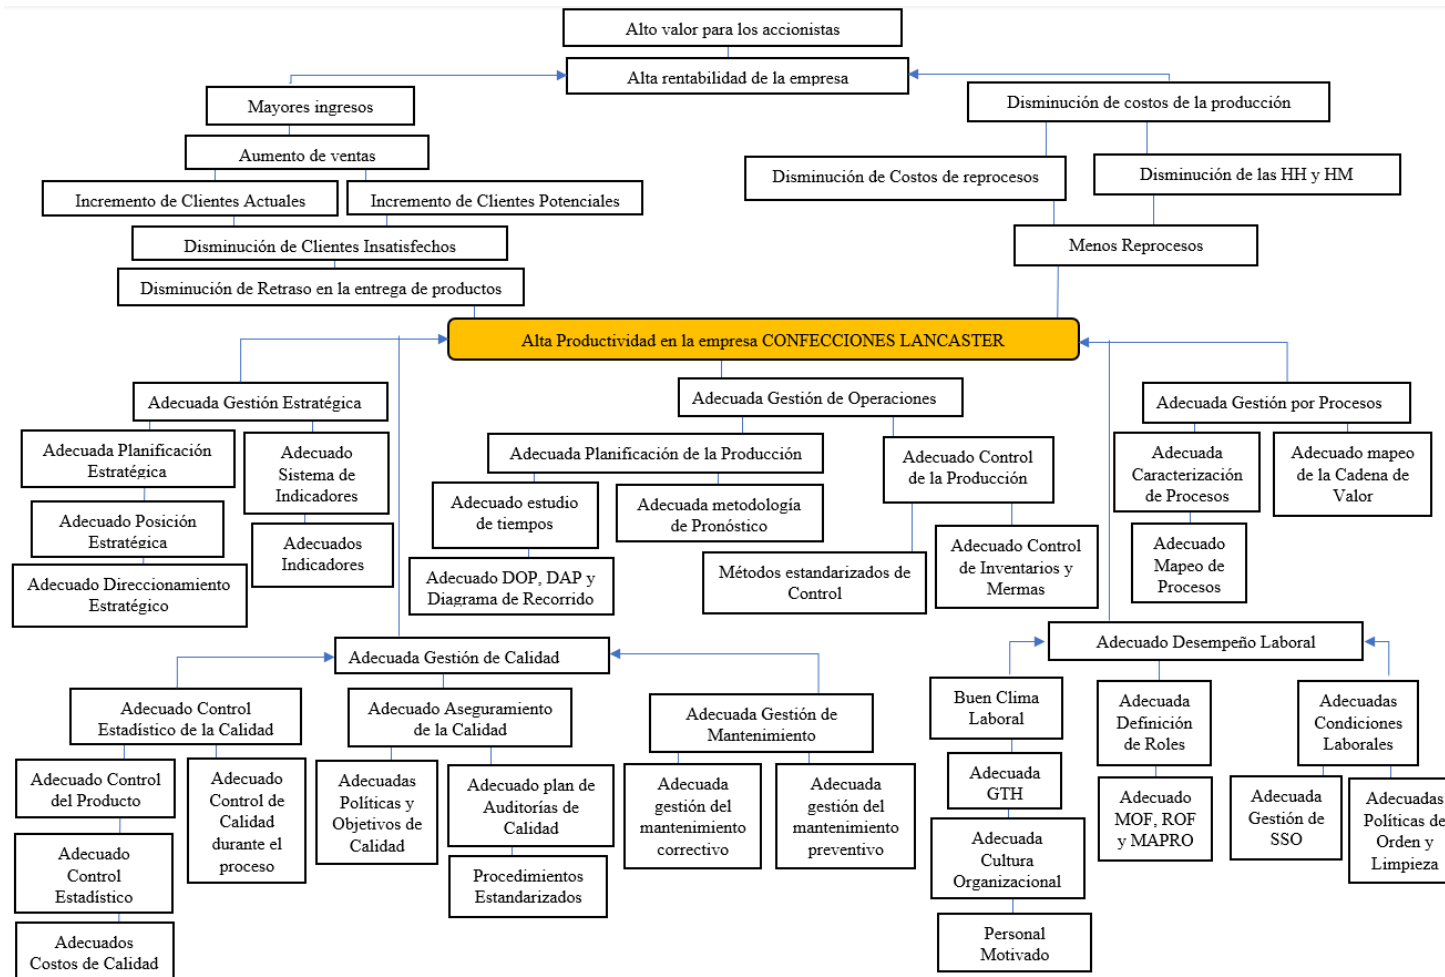 Alto valor para los accionistas
Alta rentabilidad de la empresa
Mayores ingresos
Disminución de costos de la producción
Aumento de ventas
Disminución de Costos de reprocesos
Disminución de las HH y HM
Incremento de Clientes Actuales
Incremento de Clientes Potenciales
Disminución de Clientes Insatisfechos
Menos Reprocesos
Disminución de Retraso en la entrega de productos
Alta Productividad en la empresa CONFECCIONES LANCASTER
Adecuada Gestión Estratégica
Adecuada Planificación
Estratégica
Adecuado Posición
Estratégica
Adecuado Direccionamiento
Estratégico
Adecuado
Sistema de
Indicadores
Adecuados
Indicadores
Adecuada Gestión de Operaciones
Adecuada Planificación de la Producción
Adecuado estudio
de tiempos
Adecuado DOP, DAP y
Diagrama de Recorrido
Adecuada metodología
de Pronóstico
Adecuado Control
de la Producción
Métodos estandarizados de
Control
Adecuado Control
de Inventarios y
Mermas
Adecuada Gestión por Procesos
Adecuada
Caracterización
de Procesos
Adecuado
Mapeo de
Procesos
Adecuado mapeo
de la Cadena de
Valor
Adecuada Gestión de Calidad
Adecuado Control
Estadístico de la Calidad
Adecuado Control
del Producto
Adecuado
Control
Estadístico
Adecuados
Costos de Calidad
Adecuado
Control de
Calidad
durante el
proceso
Adecuado Aseguramiento
de la Calidad
Adecuadas
Políticas y
Objetivos de
Calidad
Adecuado plan de
Auditorías de
Calidad
Procedimientos
Estandarizados
Adecuada Gestión de
Mantenimiento
Adecuada
gestión del
mantenimiento
correctivo
Adecuada
gestión del
mantenimiento
preventivo
Adecuado Desempeño Laboral
Buen Clima
Laboral
Adecuada
GTH
Adecuada
Cultura
Organizacional
Personal
Motivado
Adecuada
Definición
de Roles
Adecuado
MOF, ROF
y MAPRO
Adecuadas
Condiciones
Laborales
Adecuada
Gestión de
SSO
Adecuadas
Políticas de
Orden y
Limpieza